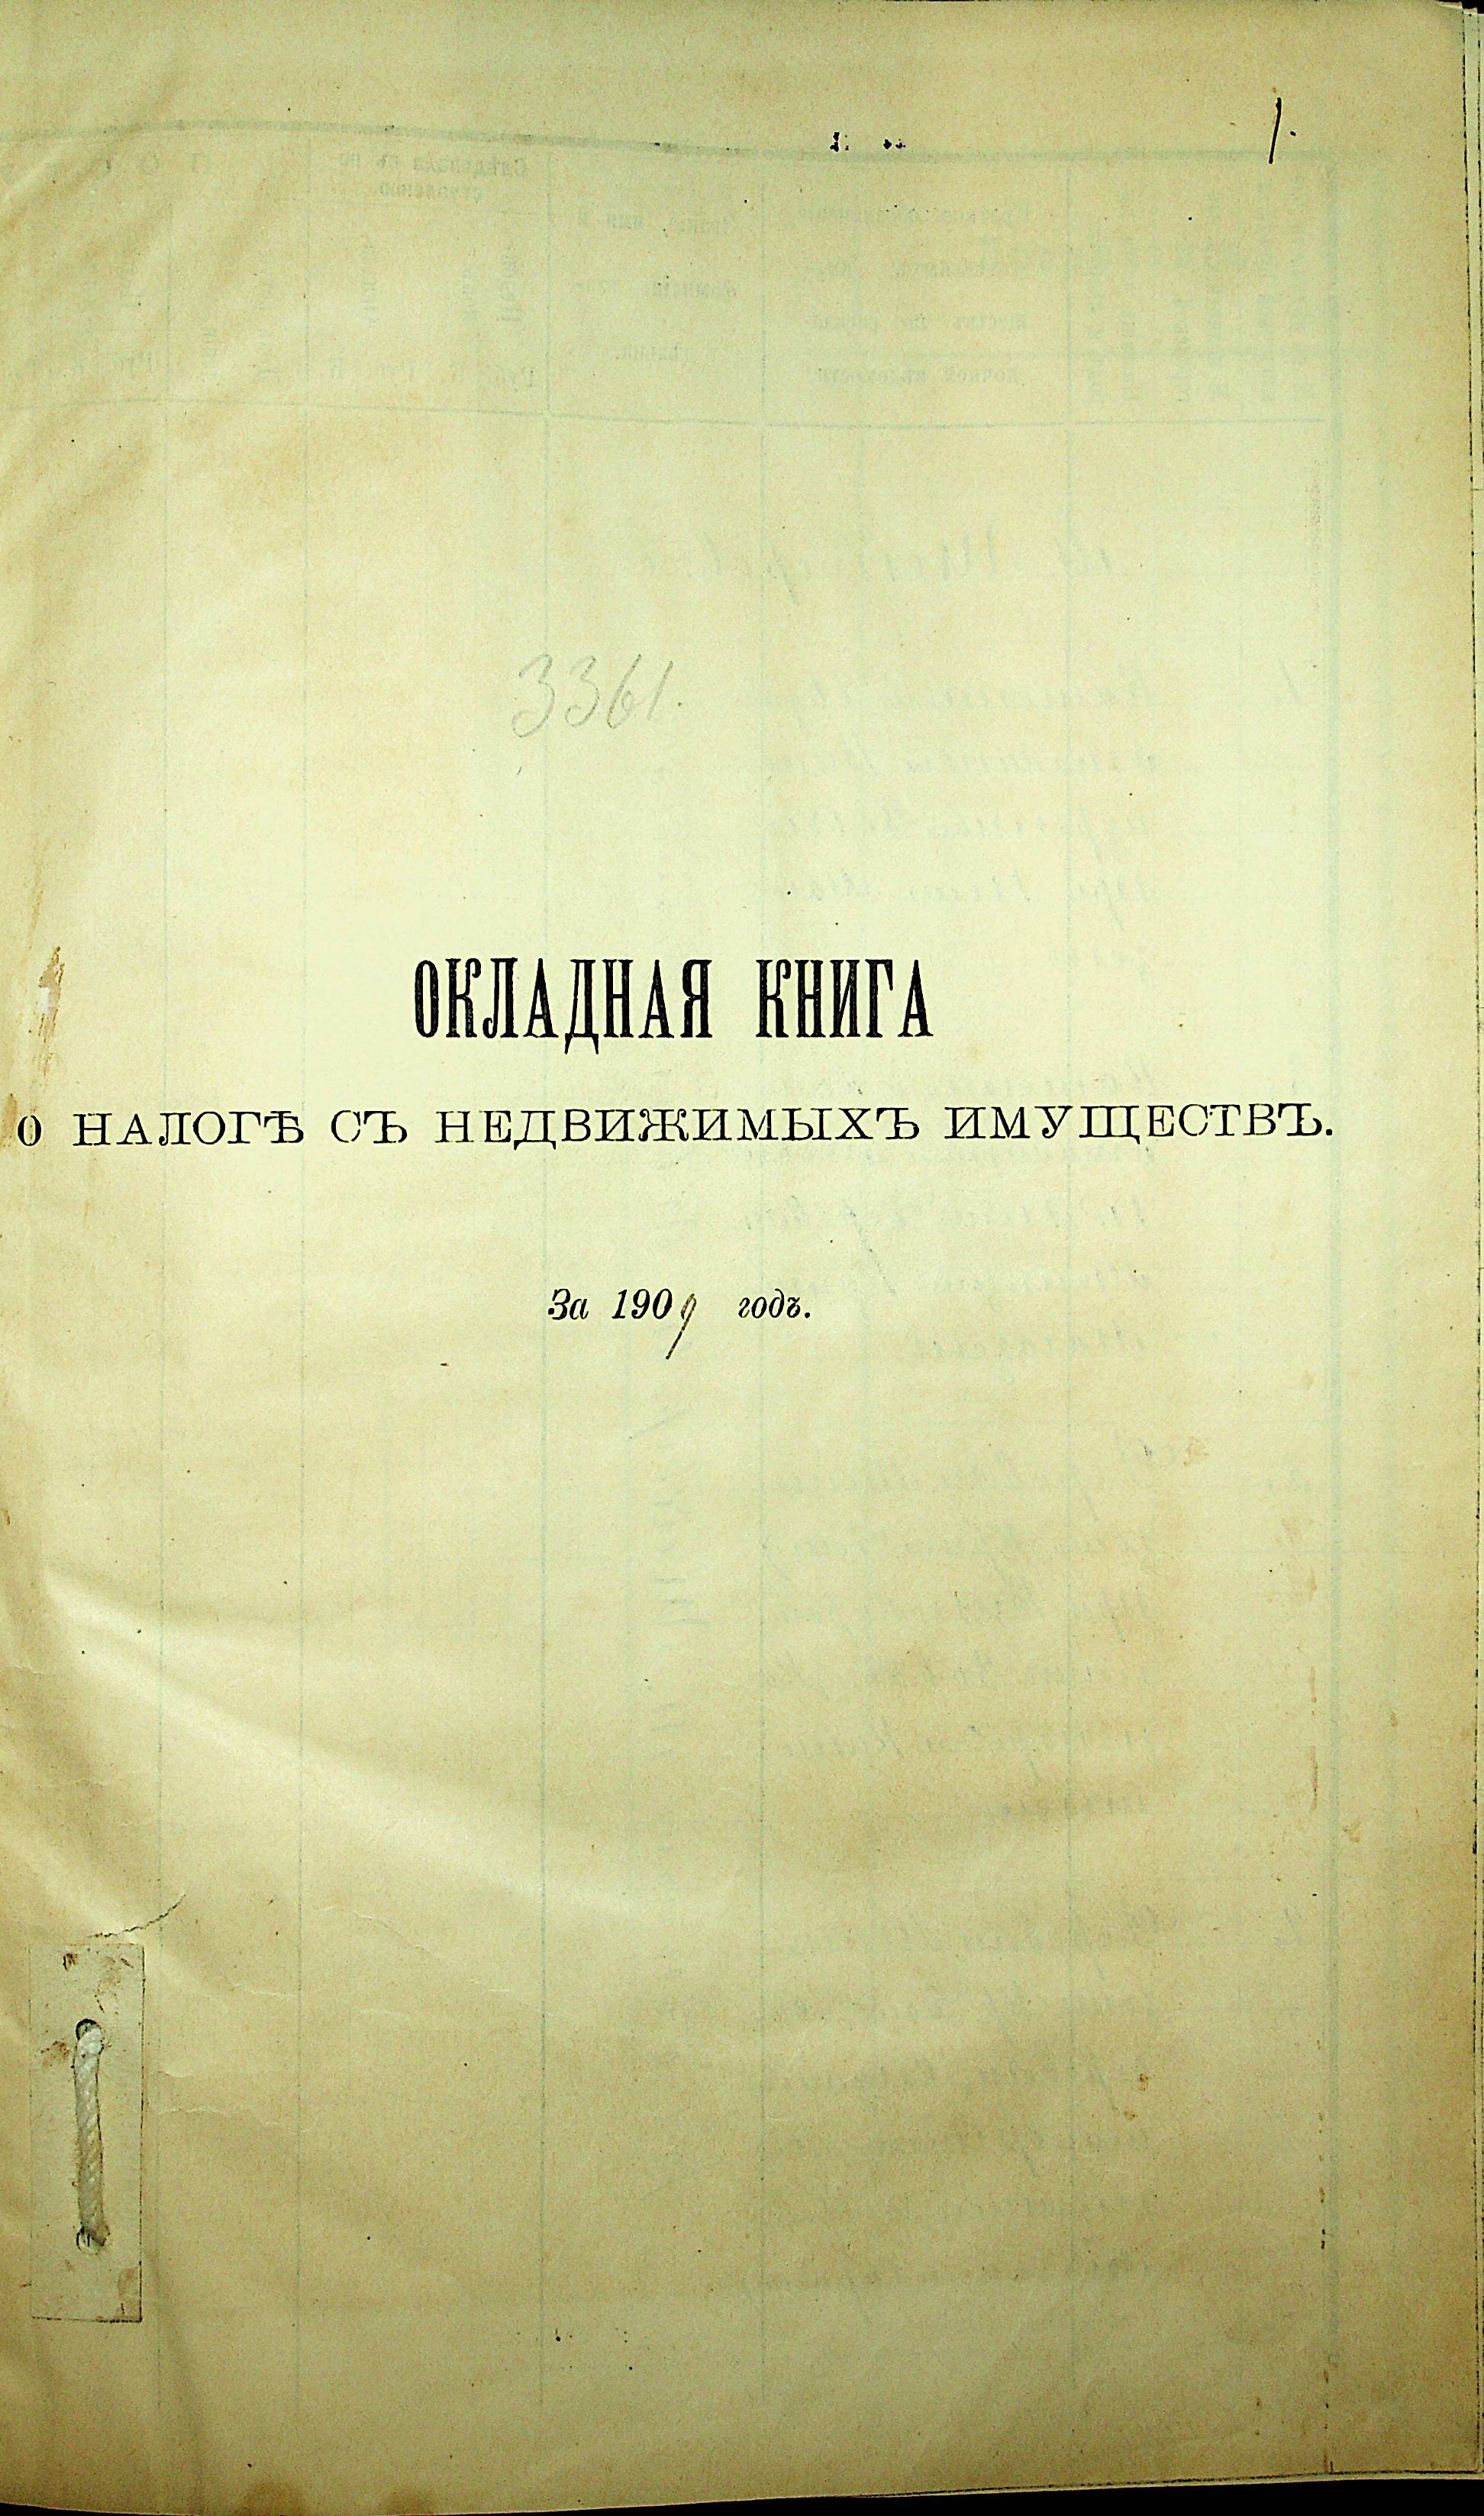 1.
3361.
ОКЛАДНАЯ КНИГА
О НАЛОГѢ СЪ НЕДВИЖИМЫХЪ ИМУЩЕСТВЪ.
За 1909 годъ.